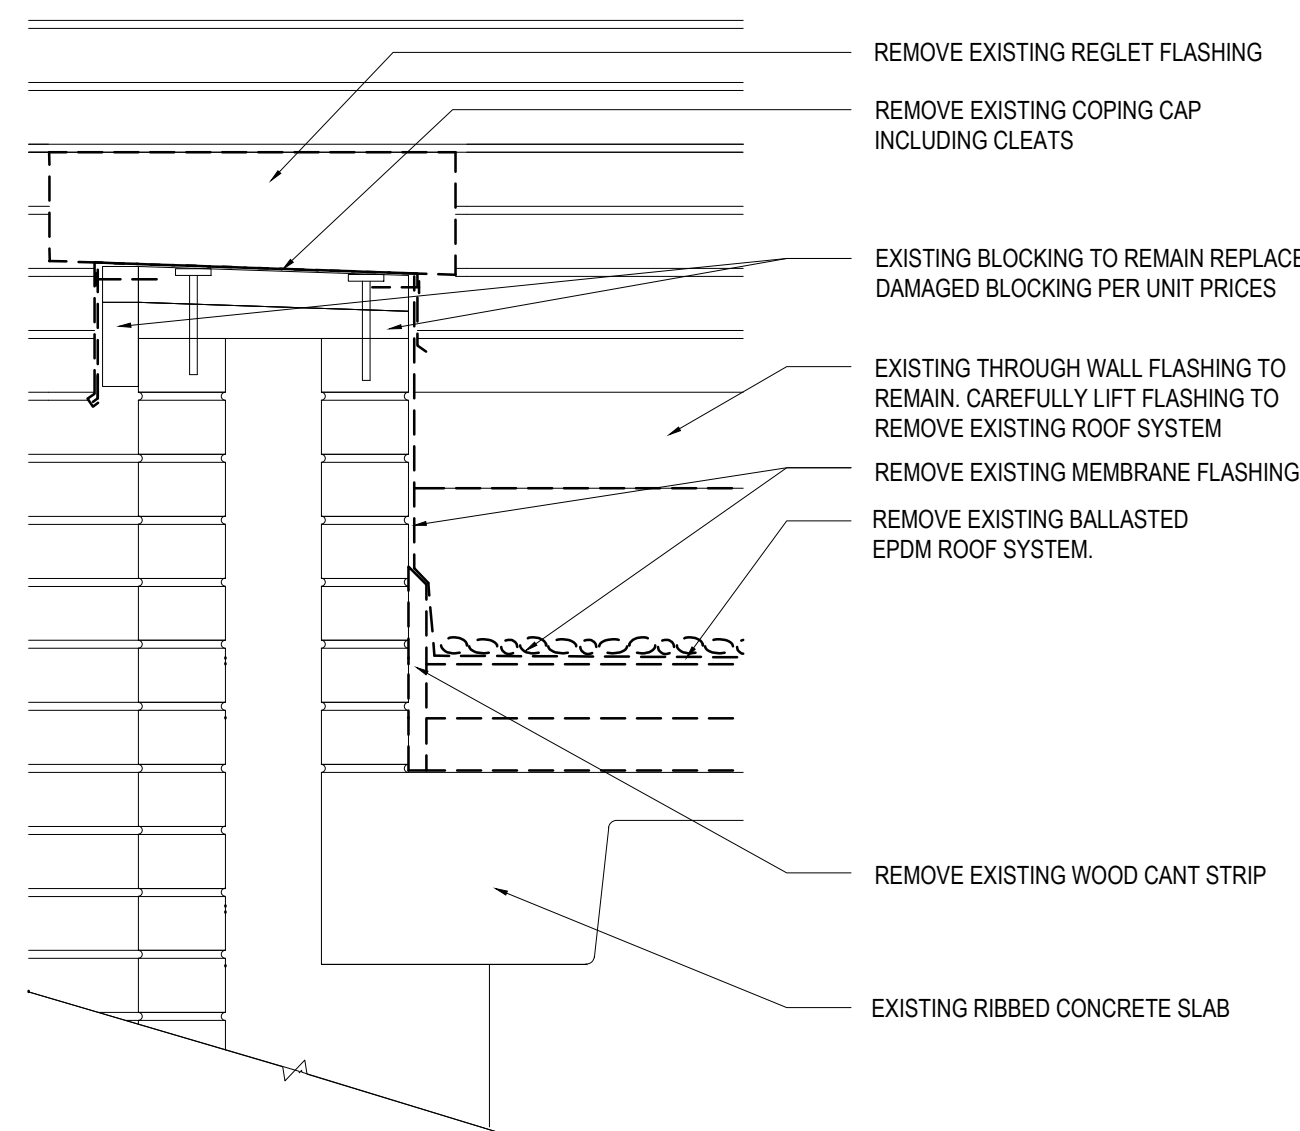 REMOVE EXISTING REGLET FLASHING
REMOVE EXISTING COPING CAP
INCLUDING CLEATS
EXISTING BLOCKING TO REMAIN REPLACE
DAMAGED BLOCKING PER UNIT PRICES
EXISTING THROUGH WALL FLASHING TO
REMAIN. CAREFULLY LIFT FLASHING TO
REMOVE EXISTING ROOF SYSTEM
REMOVE EXISTING MEMBRANE FLASHING
REMOVE EXISTING BALLASTED
EPDM ROOF SYSTEM.
REMOVE EXISTING WOOD CANT STRIP
EXISTING RIBBED CONCRETE SLAB